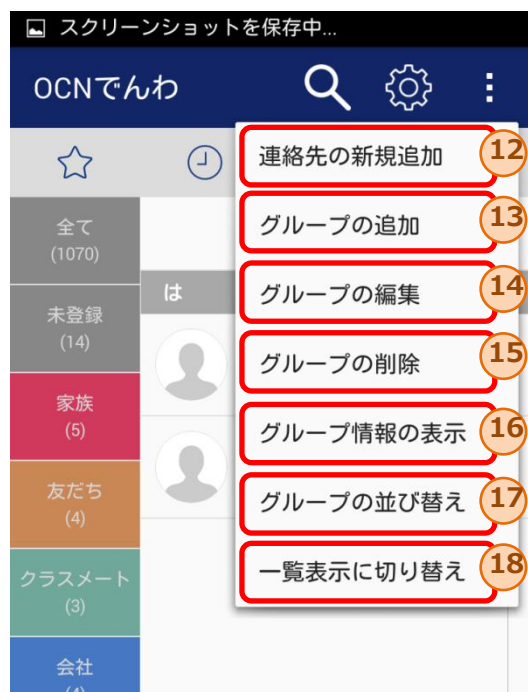 スクリーンショットを保存中...
OCNでんわ
連絡先の新規追加 12
全て
(1070)
グループの追加 13
は
グループの編集 14
未登録
(14)
グループの削除 15
家族
(5)
グループ情報の表示 16
友だち
(4)
グループの並び替え 17
クラスメート
(3)
一覧表示に切り替え 18
会社
(4)